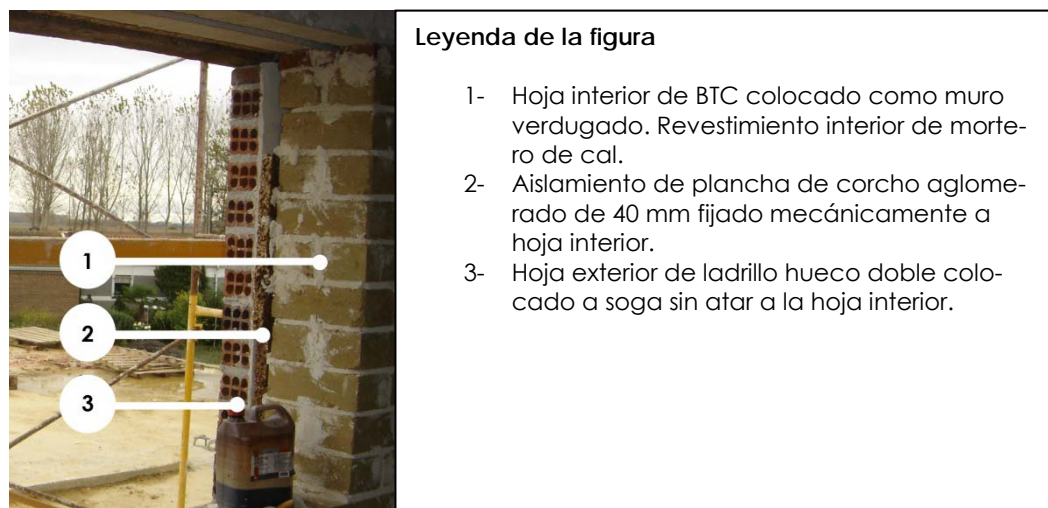 Leyenda de la figura
1- Hoja interior de BTC colocado como muro
verdugado. Revestimiento interior de morte-
ro de cal.
2- Aislamiento de plancha de corcho aglome-
rado de 40 mm fijado mecánicamente a
hoja interior.
3- Hoja exterior de ladrillo hueco doble colo-
cado a soga sin atar a la hoja interior.
1
2
3